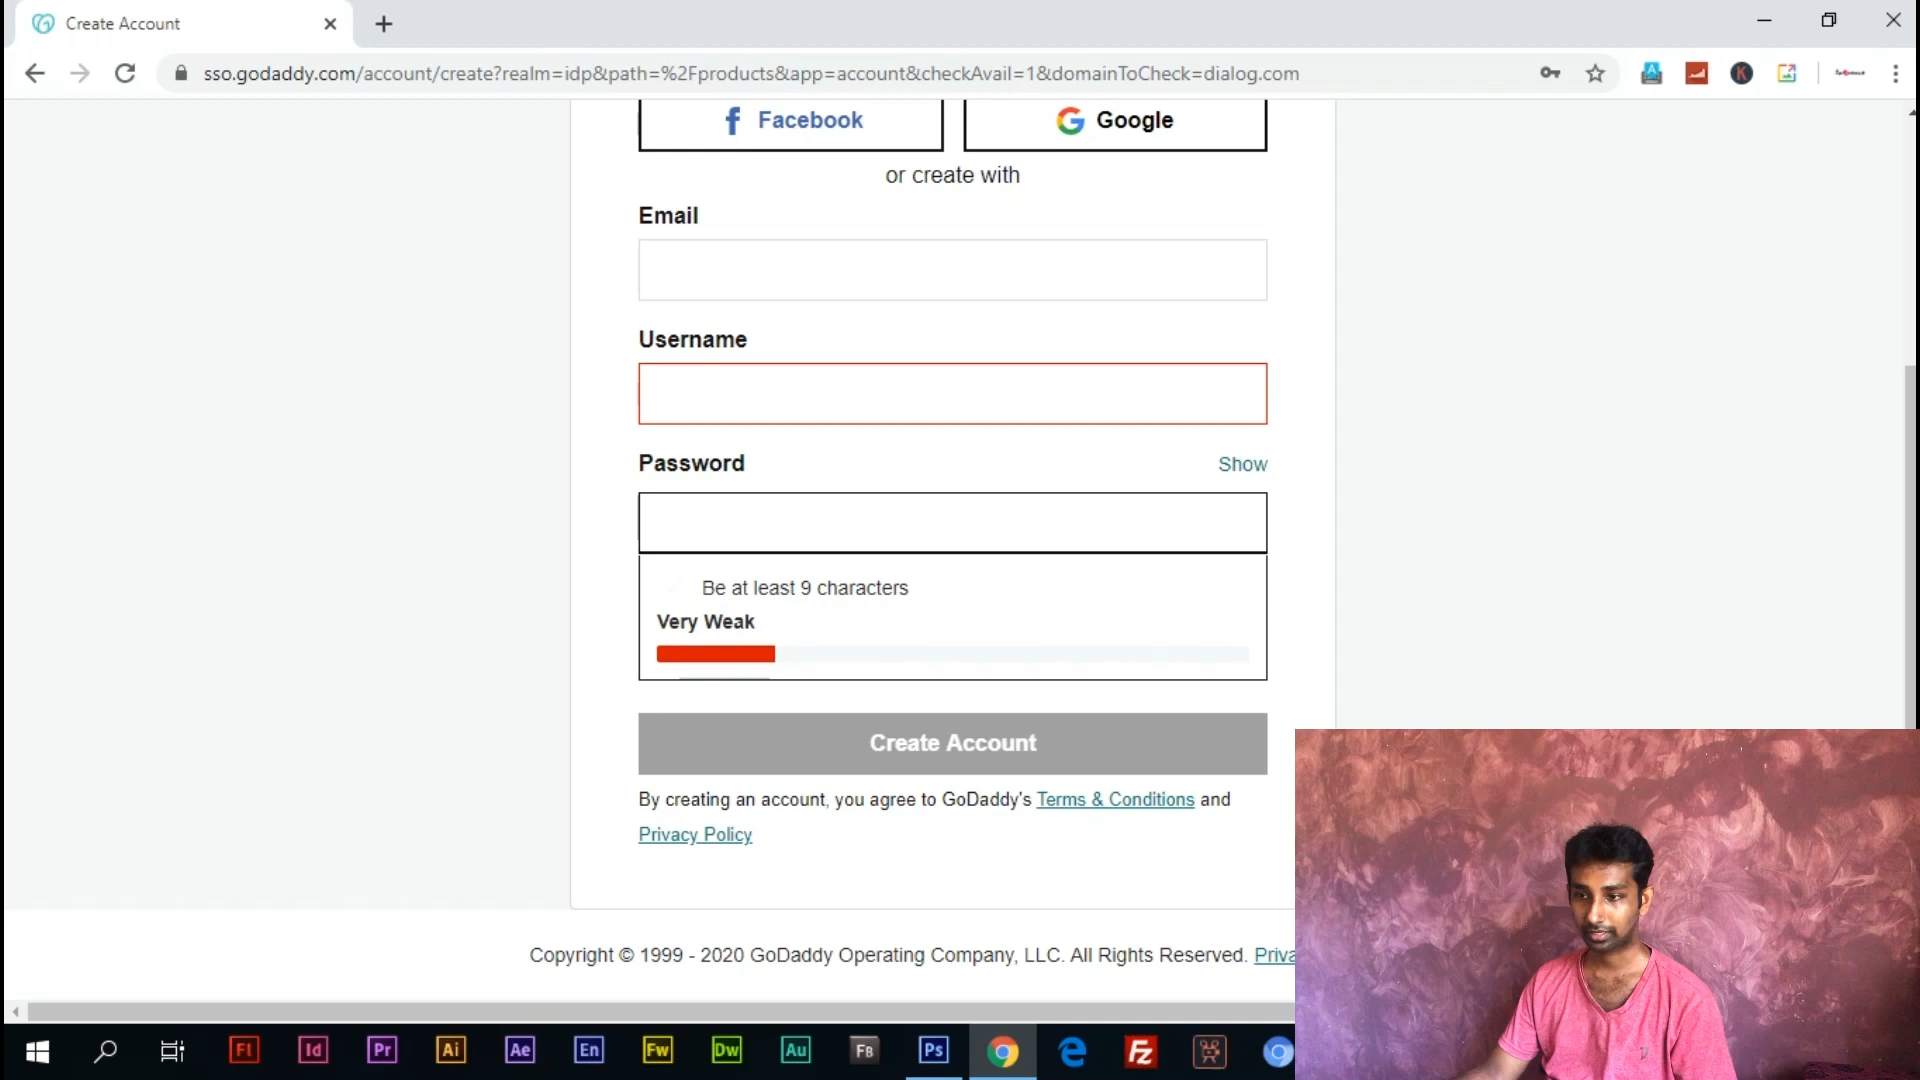 Create Account
sso.godaddy.com/account/create?realm=idp&path=%2Fproducts&app=account&checkAvail=1&domainToCheck=dialog.com
Facebook
Google
or create with
Email
Username
Password
Show
Be at least 9 characters
Very Weak
Create Account
By creating an account, you agree to GoDaddy's Terms & Conditions and
Privacy Policy
Copyright © 1999 - 2020 GoDaddy Operating Company, LLC. All Rights Reserved. Priva
Fl Id Pr Ai Ae En Fw Dw Au FB Ps Fz